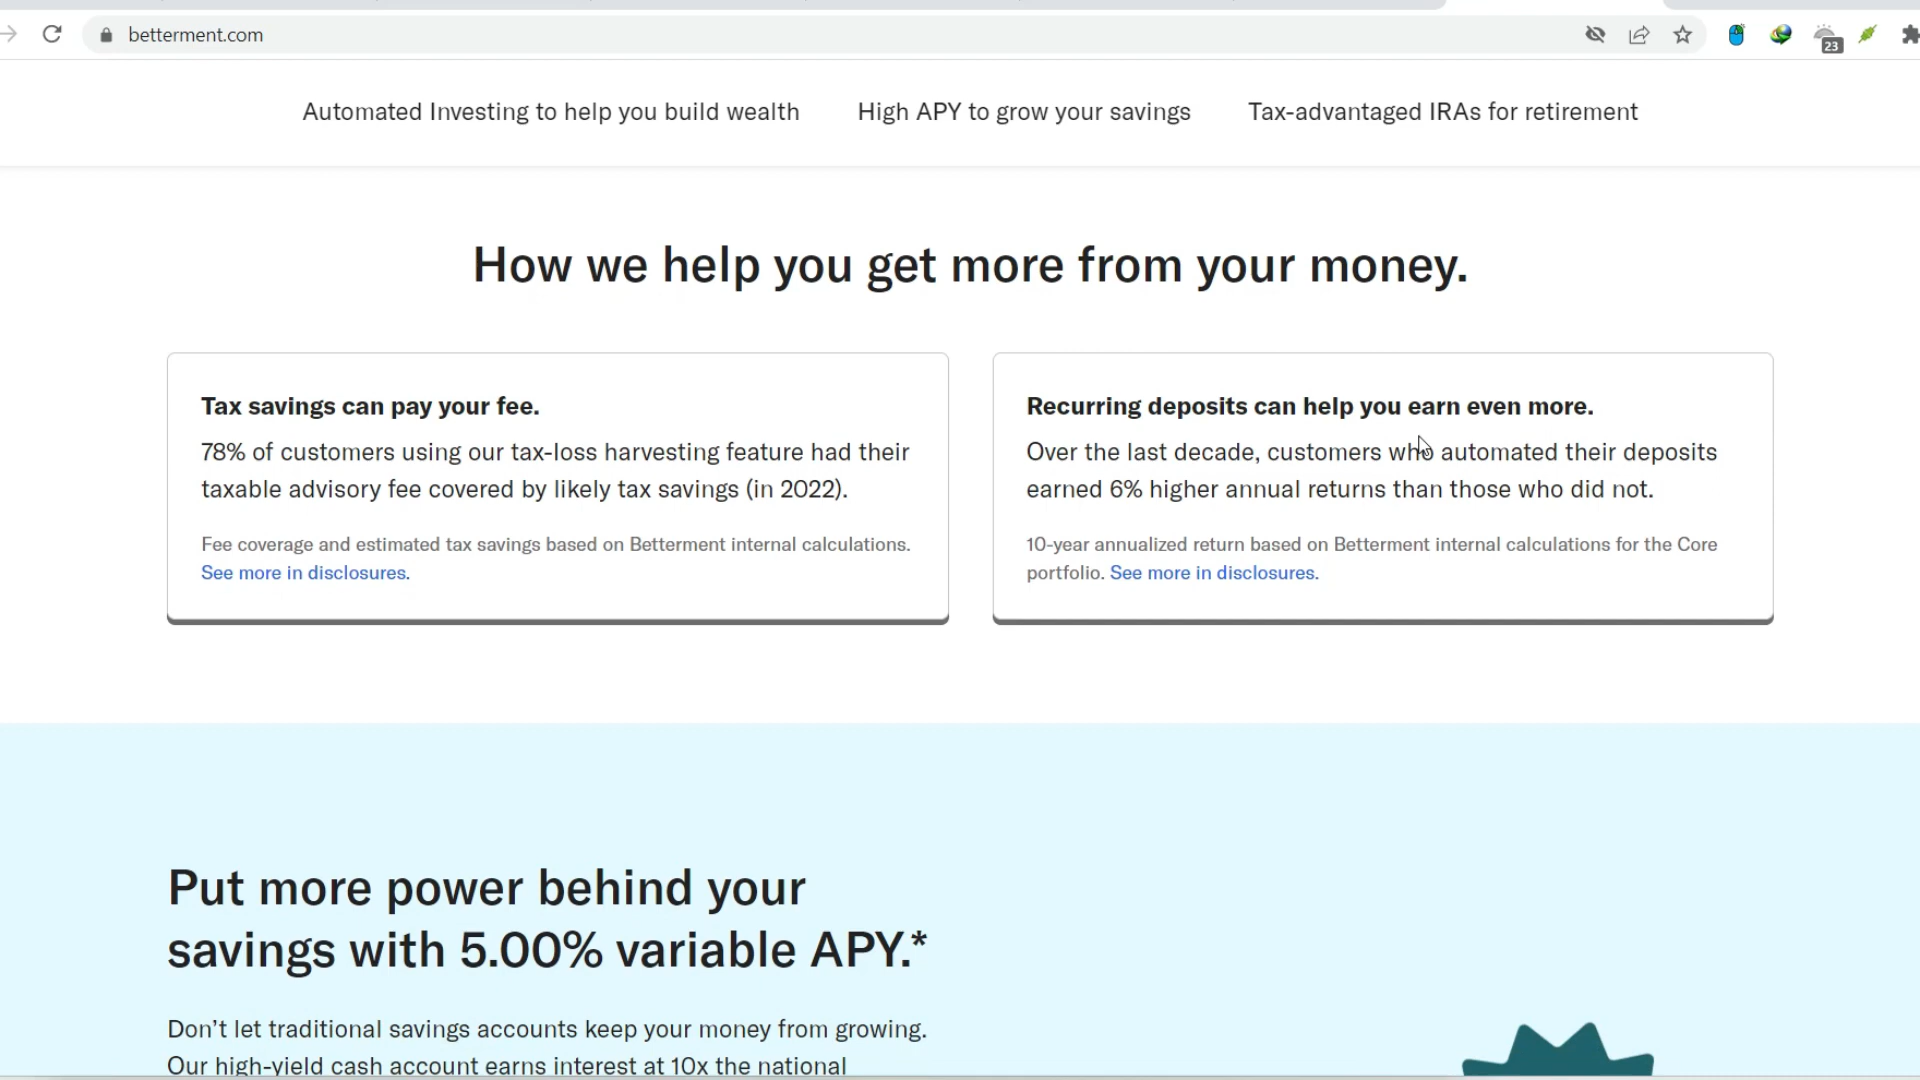 betterment.com
23
Automated Investing to help you build wealth
High APY to grow your savings
Tax-advantaged IRAs for retirement
How we help you get more from your money.
Tax savings can pay your fee.
78% of customers using our tax-loss harvesting feature had their
taxable advisory fee covered by likely tax savings (in 2022).
Fee coverage and estimated tax savings based on Betterment internal calculations.
See more in disclosures.
Recurring deposits can help you earn even more.
Over the last decade, customers who automated their deposits
earned 6% higher annual returns than those who did not.
10-year annualized return based on Betterment internal calculations for the Core
portfolio. See more in disclosures.
Put more power behind your
savings with 5.00% variable APY.*
Don’t let traditional savings accounts keep your money from growing.
Our high-yield cash account earns interest at 10x the national